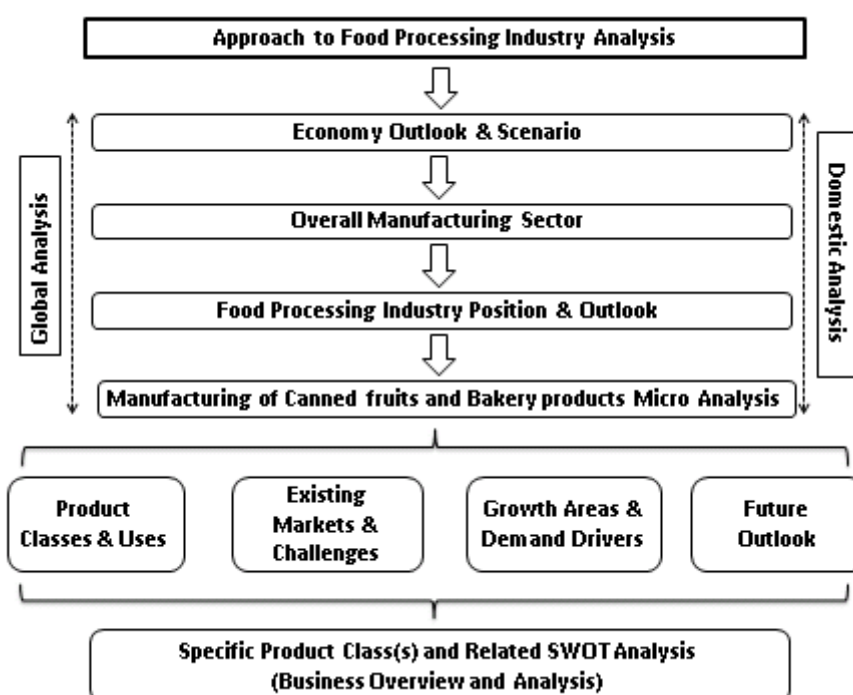 Approach to Food Processing Industry Analysis
Economy Outlook & Scenario
Global Analysis
Domestic Analysis
Overall Manufacturing Sector
Food Processing Industry Position & Outlook
Manufacturing of Canned fruits and Bakery products Micro Analysis
Product
Classes & Uses
Existing
Markets &
Challenges
Growth Areas &
Demand Drivers
Future
Outlook
Specific Product Class(s) and Related SWOT Analysis
(Business Overview and Analysis)